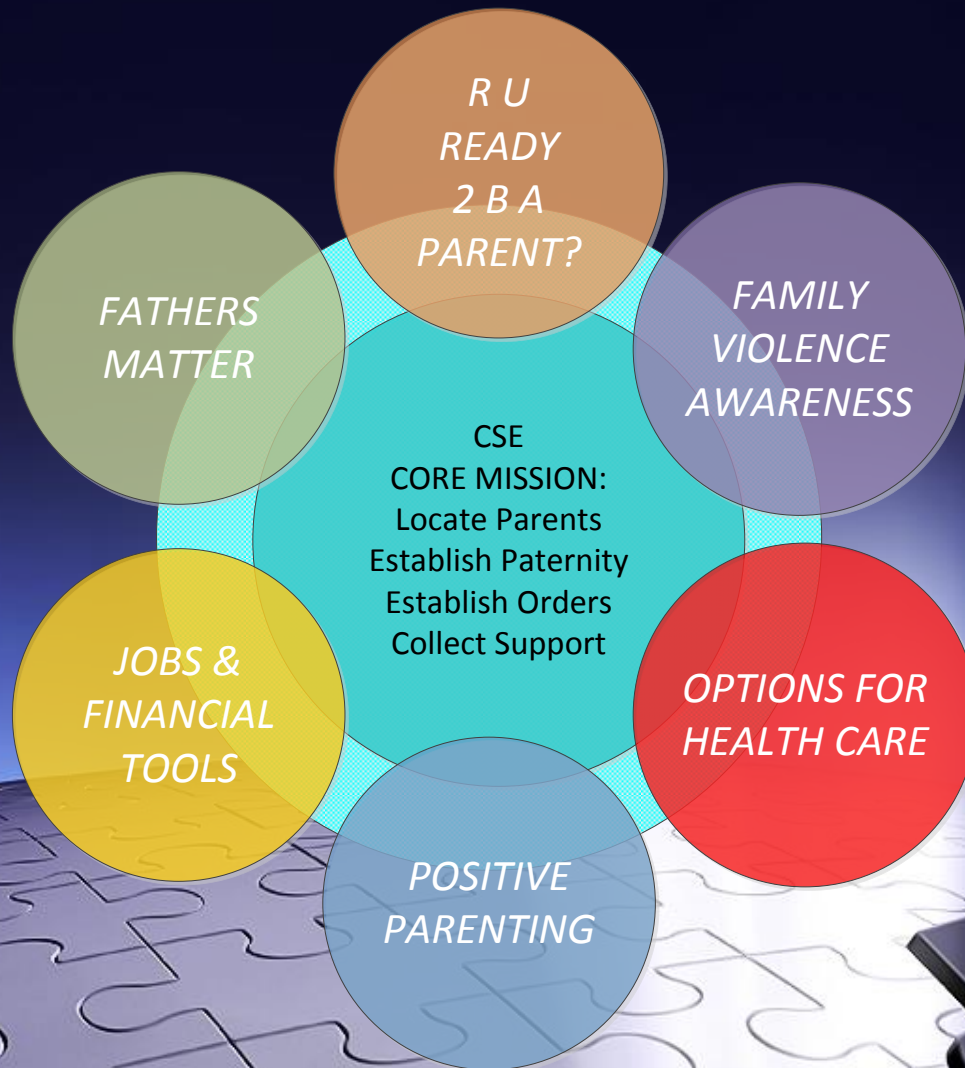 R U
READY
2 B A
PARENT?
FATHERS
MATTER
FAMILY
VIOLENCE
AWARENESS
CSE
CORE MISSION:
Locate Parents
Establish Paternity
Establish Orders
Collect Support
JOBS &
FINANCIAL
TOOLS
OPTIONS FOR
HEALTH CARE
POSITIVE
PARENTING